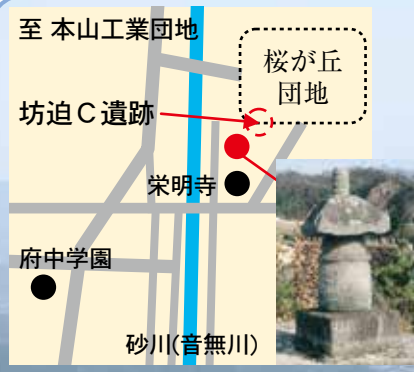 至 本山工業団地
桜が丘
団地
坊迫C遺跡
栄明寺
府中学園
砂川(音無川)